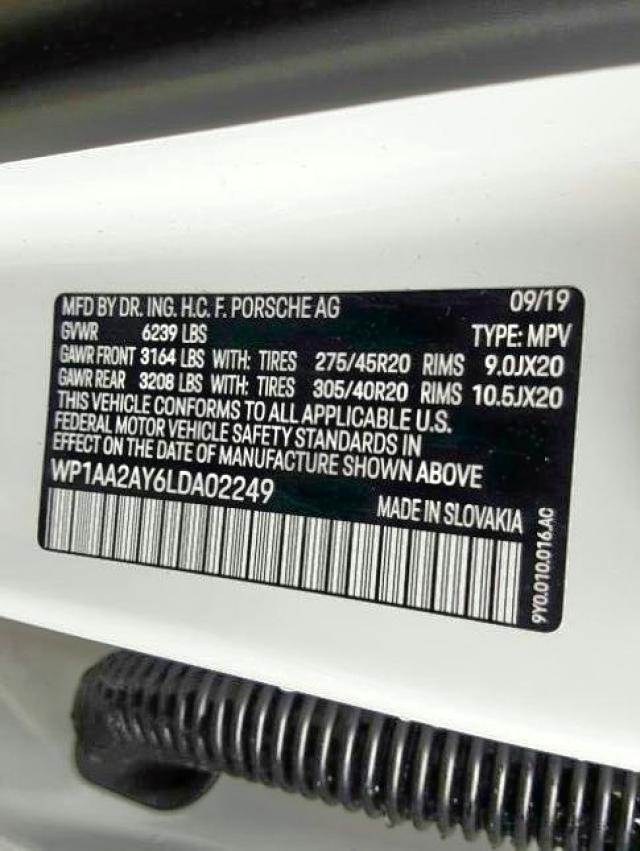 MFD BY DR. ING. H.C. F. PORSCHE AG 09/19
GVWR 6239 LBS TYPE: MPV
GAWR FRONT 3164 LBS WITH: TIRES 275/45R20 RIMS 9.0JX20
GAWR REAR 3208 LBS WITH: TIRES 305/40R20 RIMS 10.5JX20
THIS VEHICLE CONFORMS TO ALL APPLICABLE U.S.
FEDERAL MOTOR VEHICLE SAFETY STANDARDS IN
EFFECT ON THE DATE OF MANUFACTURE SHOWN ABOVE
WP1AA2AY6LDA02249
MADE IN SLOVAKIA
9Y0.010.016.AC